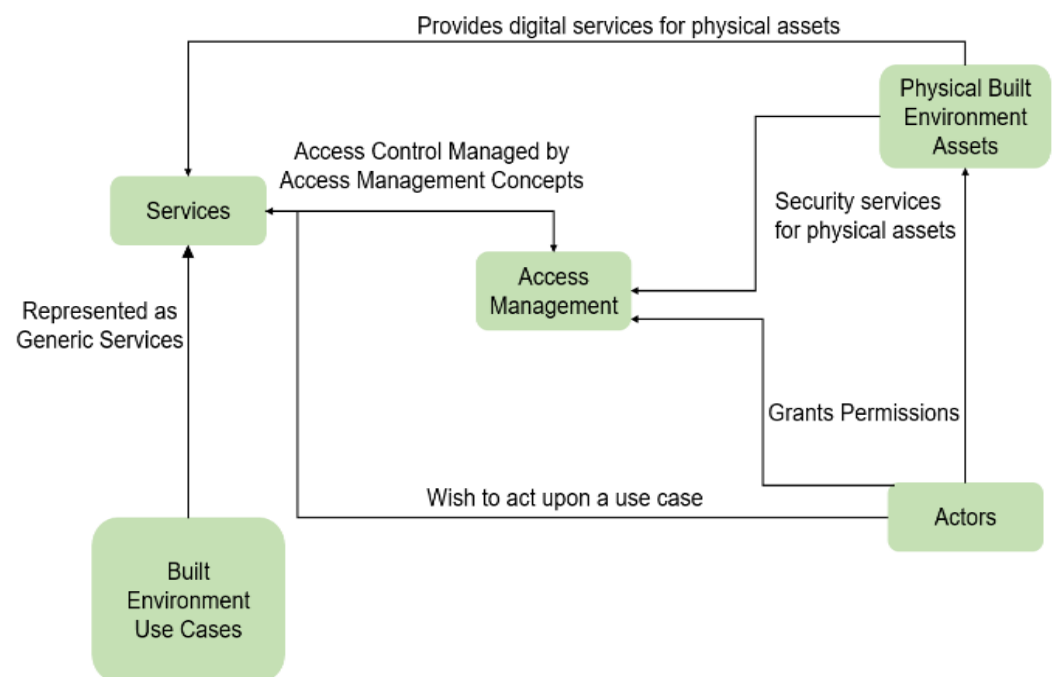 Provides digital services for physical assets
Physical Built
Environment
Assets
Access Control Managed by
Access Management Concepts
Services
Security services
for physical assets
Access
Management
Represented as
Generic Services
Grants Permissions
Wish to act upon a use case
Actors
Built
Environment
Use Cases